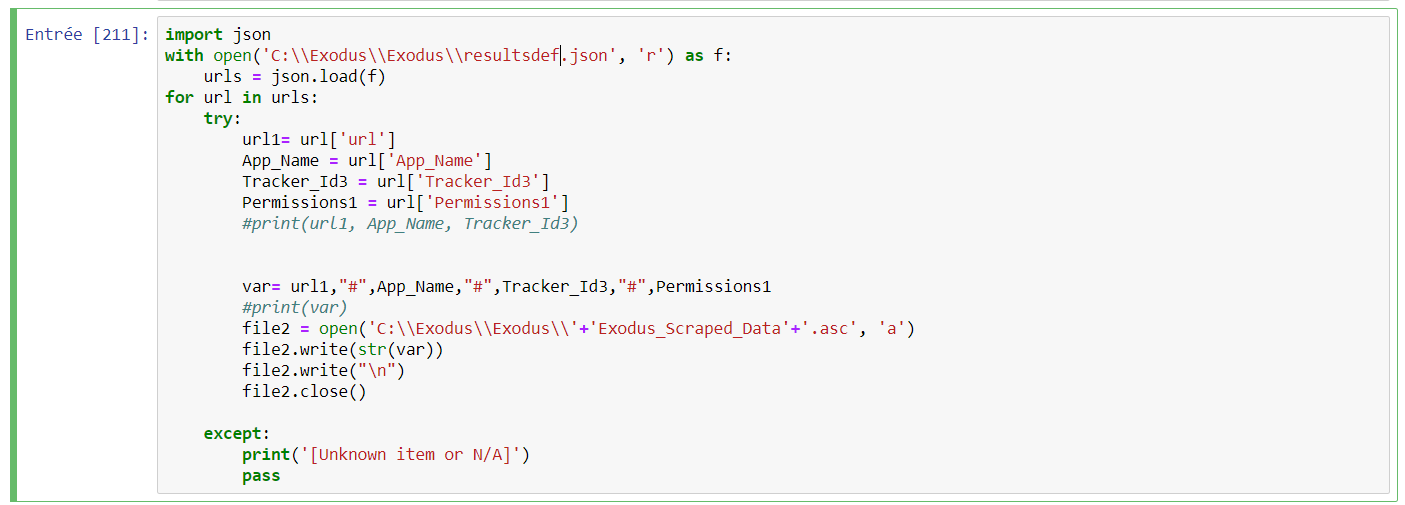 Entrée [211]:
import json
with open('C:\\Exodus\\Exodus\\resultsdef.json', 'r') as f:
    urls = json.load(f)
for url in urls:
    try:
        url1= url['url']
        App_Name = url['App_Name']
        Tracker_Id3 = url['Tracker_Id3']
        Permissions1 = url['Permissions1']
        #print(url1, App_Name, Tracker_Id3)
        var= url1,"#",App_Name,"#",Tracker_Id3,"#",Permissions1
        #print(var)
        file2 = open('C:\\Exodus\\Exodus\\'+'Exodus_Scraped_Data'+'.asc', 'a')
        file2.write(str(var))
        file2.write("\n")
        file2.close()
    except:
        print('[Unknown item or N/A]')
        pass